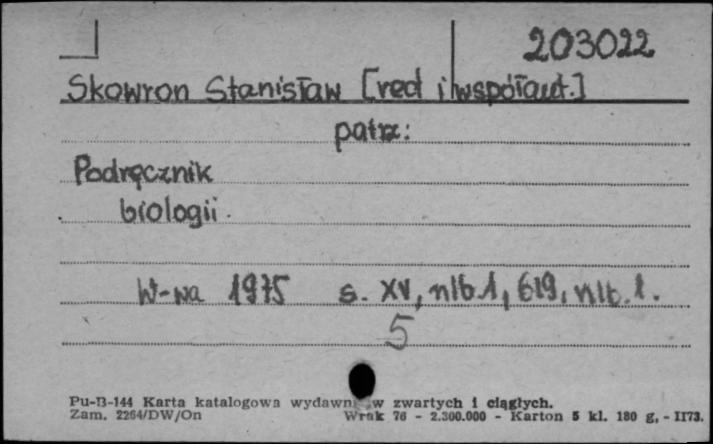 203022
Skowron Stanisław [red i współaut.]
patrz:
Podręcznik
biologii.
W-wa 1975 s. XV, nlb.1, 619, nlb.1.
5
Pu-B-144 Karta katalogowa wydawnictw zwartych i ciągłych.
Zam. 2264/DW/On Wrak 76 - 2.300.000 - Karton 5 kl. 180 g, - II73.